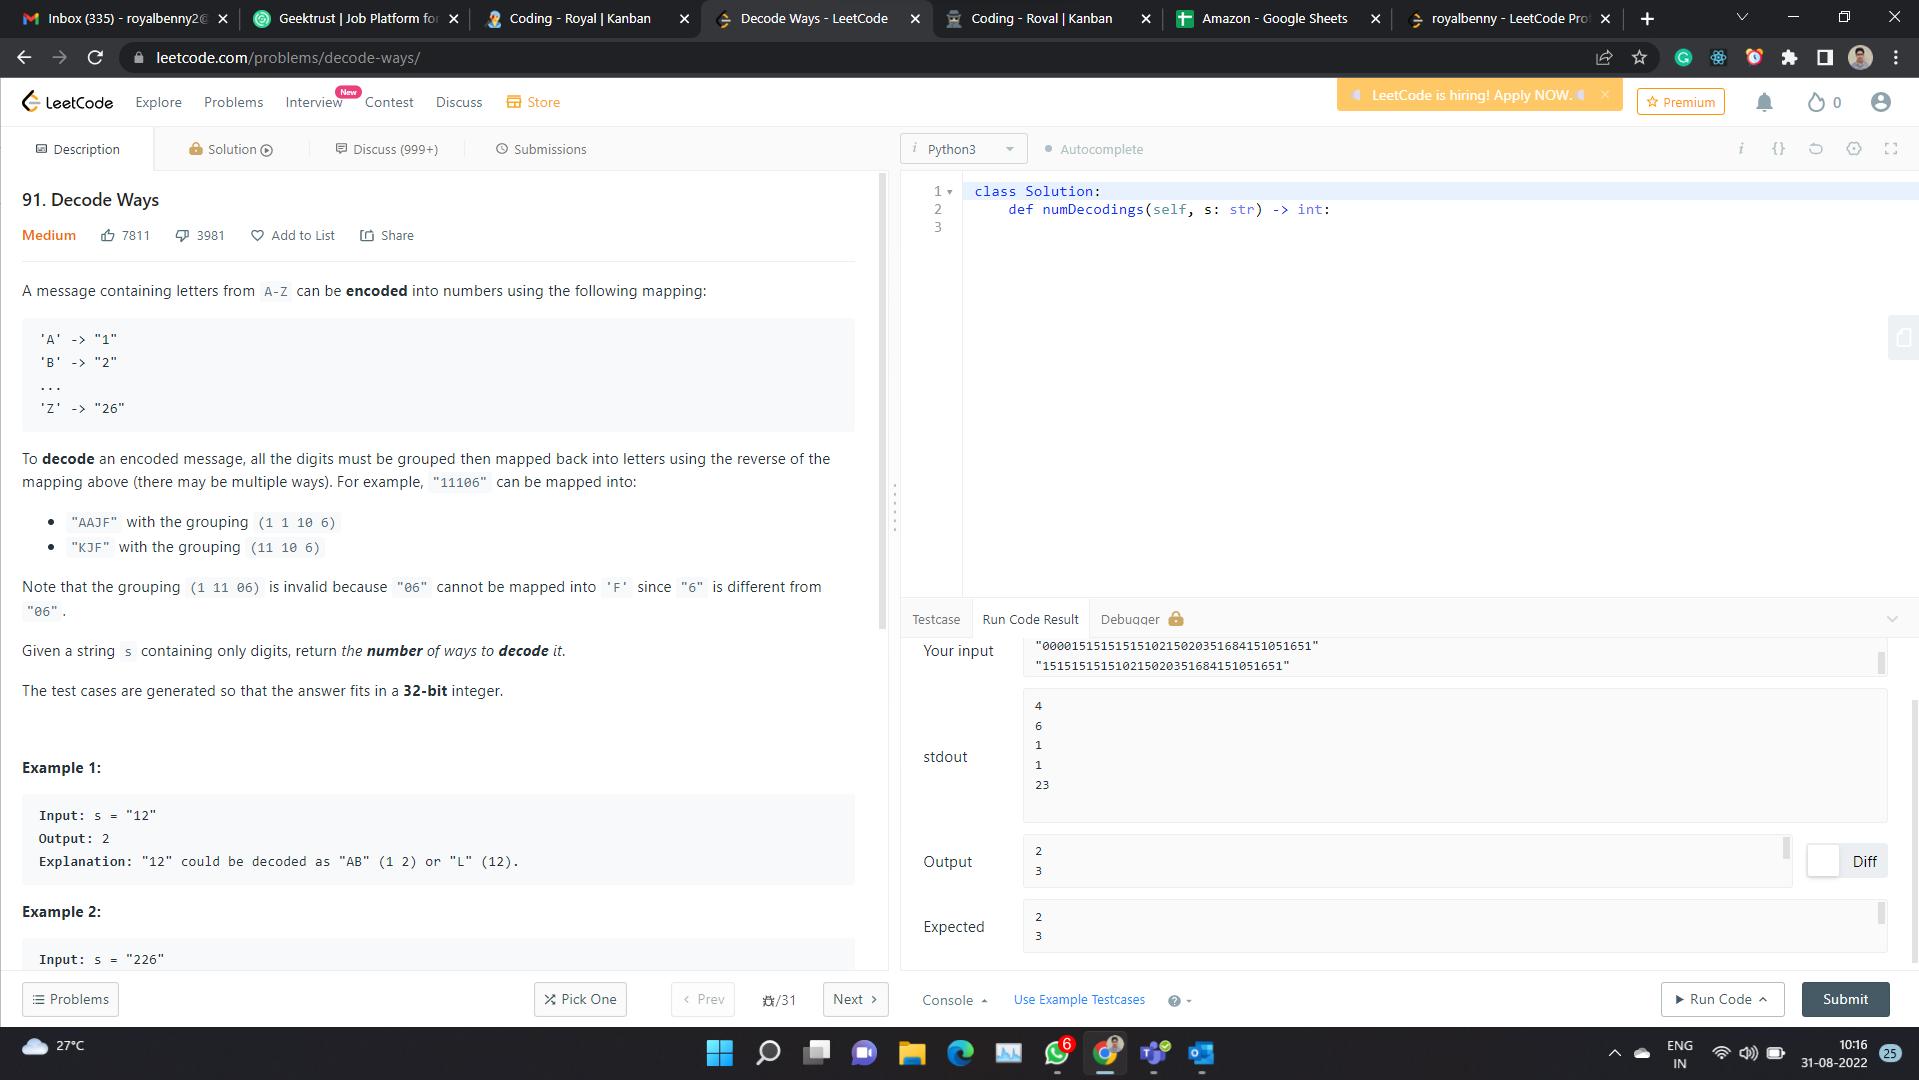 Inbox (335) - royalbenny2@
Geektrust | Job Platform for
Coding - Royal | Kanban
Decode Ways - LeetCode
Coding - Royal | Kanban
Amazon - Google Sheets
royalbenny - LeetCode Pro
leetcode.com/problems/decode-ways/
LeetCode
Explore
Problems
Interview
New
Contest
Discuss
Store
LeetCode is hiring! Apply NOW.
Premium
0
Description
Solution
Discuss (999+)
Submissions
Python3
Autocomplete
91. Decode Ways
Medium
7811
3981
Add to List
Share
A message containing letters from A-Z can be encoded into numbers using the following mapping:
'A' -> "1"
'B' -> "2"
...
'Z' -> "26"
To decode an encoded message, all the digits must be grouped then mapped back into letters using the reverse of the
mapping above (there may be multiple ways). For example, "11106" can be mapped into:
"AAJF" with the grouping (1 1 10 6)
"KJF" with the grouping (11 10 6)
Note that the grouping (1 11 06) is invalid because "06" cannot be mapped into 'F' since "6" is different from
"06".
Given a string s containing only digits, return the number of ways to decode it.
The test cases are generated so that the answer fits in a 32-bit integer.
Example 1:
Input: s = "12"
Output: 2
Explanation: "12" could be decoded as "AB" (1 2) or "L" (12).
Example 2:
Input: s = "226"
Problems
Pick One
Prev
/31
Next
1 class Solution:
2 def numDecodings(self, s: str) -> int:
3
Testcase
Run Code Result
Debugger
Your input
"00001515151515102150203516841510516​51"
"15151515151021502035168415105165​1"
stdout
4
6
1
1
23
Output
2
3
Diff
Expected
2
3
Console
Use Example Testcases
Run Code
Submit
27°C
6
ENG
IN
10:16
31-08-2022
25